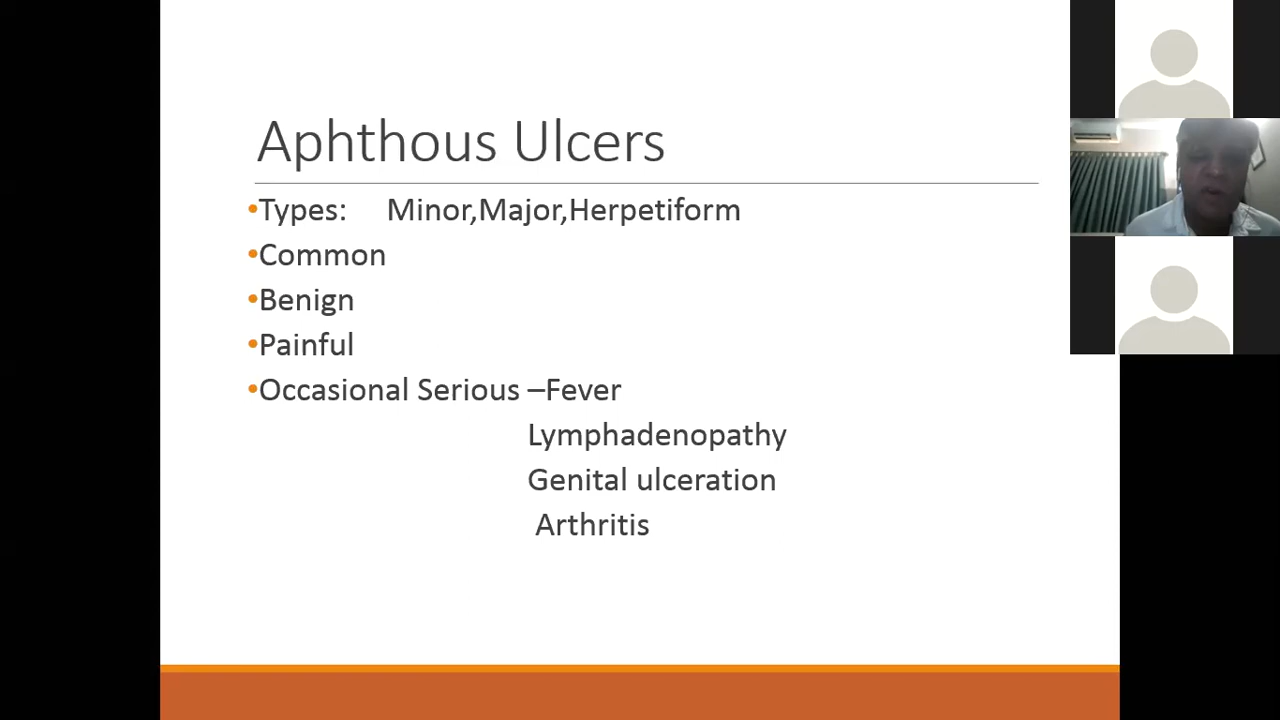 Aphthous Ulcers
•Types: Minor,Major,Herpetiform
•Common
•Benign
•Painful
•Occasional Serious –Fever
Lymphadenopathy
Genital ulceration
Arthritis